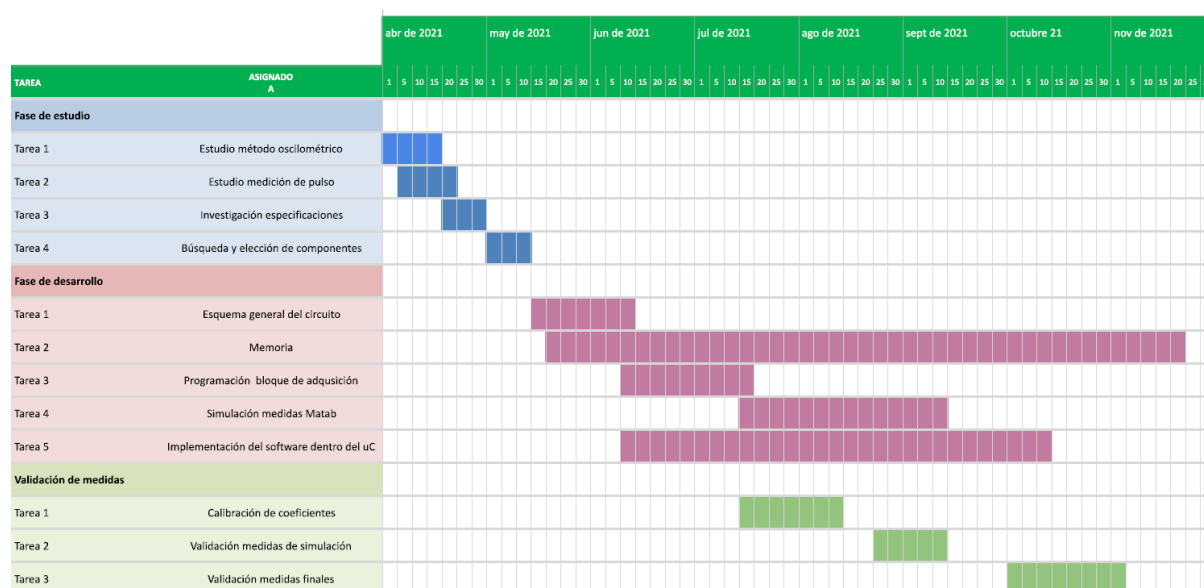 abr de 2021 may de 2021 jun de 2021 jul de 2021 ago de 2021 sept de 2021 octubre 21 nov de 2021
TAREA ASIGNADO A 1 5 10 15 20 25 30 1 5 10 15 20 25 30 1 5 10 15 20 25 30 1 5 10 15 20 25 30 1 5 10 15 20 25 30 1 5 10 15 20 25 30 1 5 10 15 20 25 30 1 5 10 15 20 25
Fase de estudio
Tarea 1 Estudio método oscilométrico
Tarea 2 Estudio medición de pulso
Tarea 3 Investigación especificaciones
Tarea 4 Búsqueda y elección de componentes
Fase de desarrollo
Tarea 1 Esquema general del circuito
Tarea 2 Memoria
Tarea 3 Programación bloque de adqusición
Tarea 4 Simulación medidas Matab
Tarea 5 Implementación del software dentro del uC
Validación de medidas
Tarea 1 Calibración de coeficientes
Tarea 2 Validación medidas de simulación
Tarea 3 Validación medidas finales